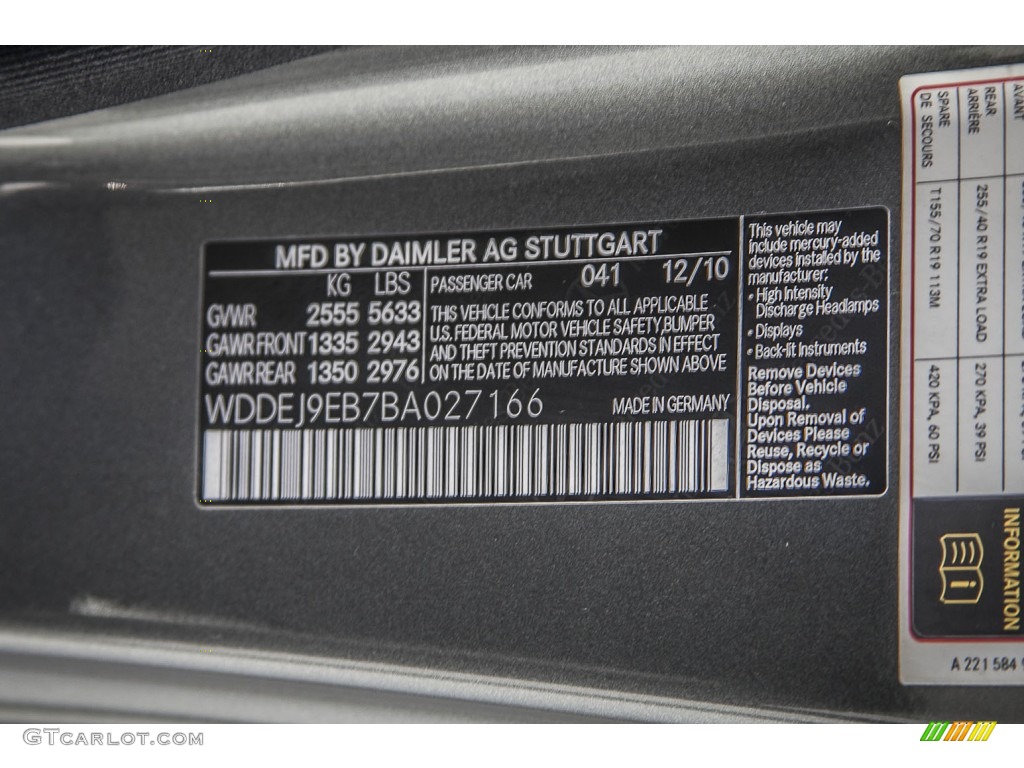 MFD BY DAIMLER AG STUTTGART
KG LBS
GVWR 2555 5633
GAWR FRONT 1335 2943
GAWR REAR 1350 2976
PASSENGER CAR 041 12/10
THIS VEHICLE CONFORMS TO ALL APPLICABLE
U.S. FEDERAL MOTOR VEHICLE SAFETY,BUMPER
AND THEFT PREVENTION STANDARDS IN EFFECT
ON THE DATE OF MANUFACTURE SHOWN ABOVE
WDDEJ9EB7BA027166 MADE IN GERMANY
This vehicle may
include mercury-added
devices installed by the
manufacturer:
• High Intensity
Discharge Headlamps
• Displays
• Back-lit Instruments
Remove Devices
Before Vehicle
Disposal.
Upon Removal of
Devices Please
Reuse, Recycle or
Dispose as
Hazardous Waste.
AVANT
REAR
ARRIÈRE
255/40 R19 EXTRA LOAD
270 KPA, 39 PSI
SPARE
DE SECOURS
T155/70 R19 113M
420 KPA, 60 PSI
INFORMATION
A 221 584
GTCarlot.com